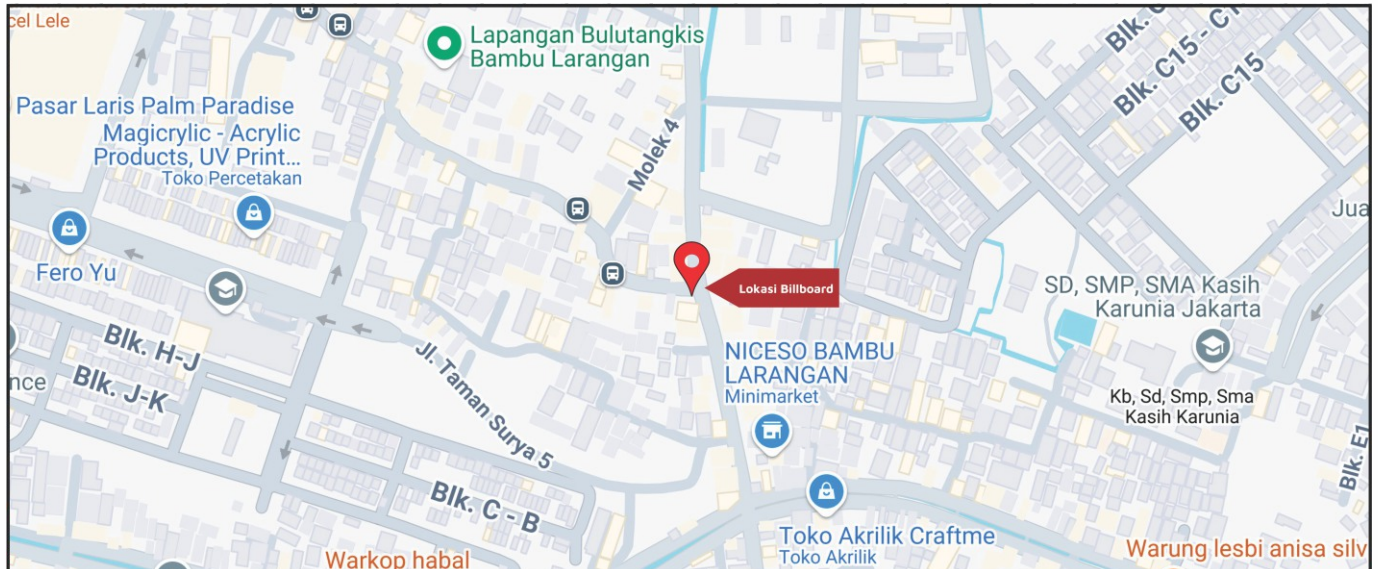 cel Lele
Lapangan Bulutangkis
Bambu Larangan
Blk. C15 - C1
Blk. C15
Pasar Laris Palm Paradise
Magicrylic - Acrylic
Products, UV Print...
Toko Percetakan
Molek 4
Jua
Fero Yu
Lokasi Billboard
SD, SMP, SMA Kasih
Karunia Jakarta
Blk. H-J
Blk. J-K
nce
Jl. Taman Surya 5
NICESO BAMBU
LARANGAN
Minimarket
Kb, Sd, Smp, Sma
Kasih Karunia
Blk. E1
Blk. C - B
Toko Akrilik Craftme
Toko Akrilik
Warkop habal
Warung lesbi anisa silv